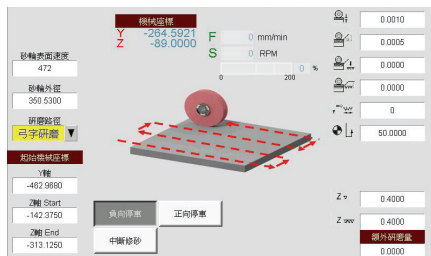 機械座標
Y -264.5921
Z -89.0000
F 0 mm/min
S 0 RPM
0 %
0 200
砂輪表面速度
472
砂輪外徑
350.5300
研磨路徑
弓字研磨
起始機械座標
Y軸
-462.9680
Z軸 Start
-142.3750
Z軸 End
-313.1250
負向停車
正向停車
中斷修砂
0.0010
0.0005
0.0000
0.0000
0
50.0000
Z 0.4000
Z 0.4000
額外研磨量
0.0000